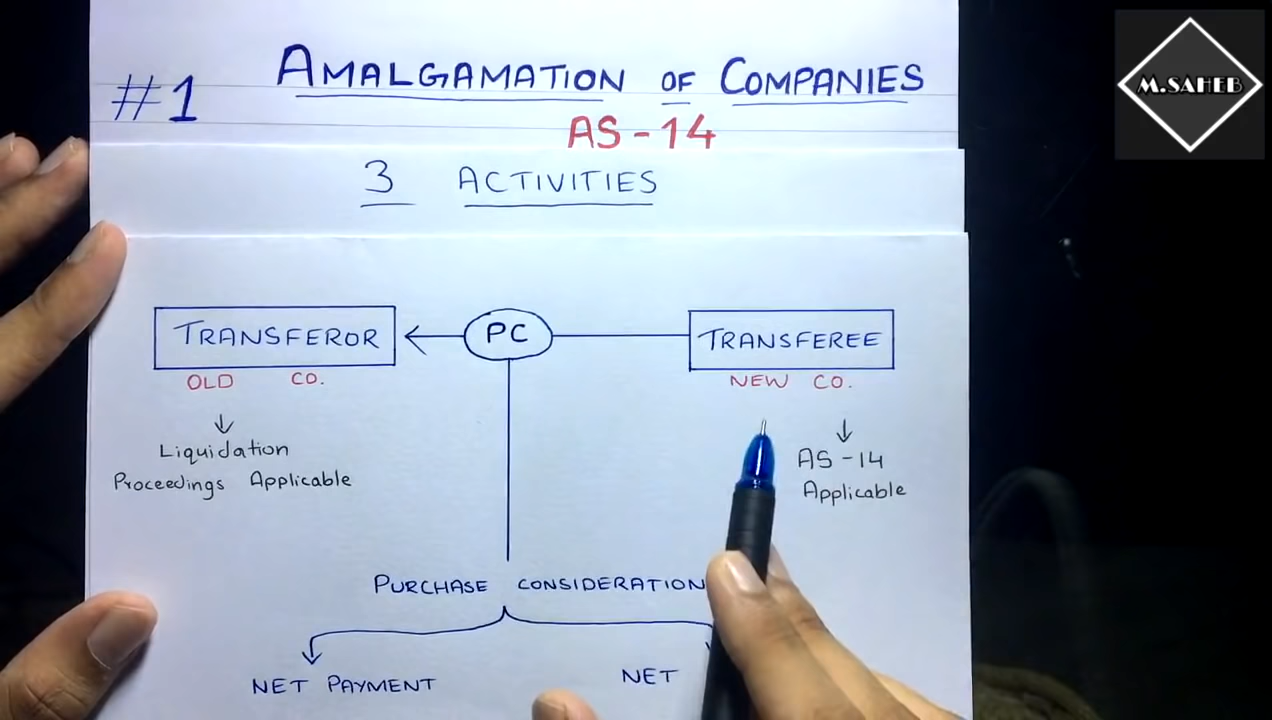 #1
AMALGAMATION OF COMPANIES
AS-14
3 ACTIVITIES
M.SAHEB
TRANSFEROR
PC
TRANSFEREE
OLD CO.
NEW CO.
Liquidation
Proceedings Applicable
AS-14
Applicable
PURCHASE CONSIDERATION
NET PAYMENT
NET